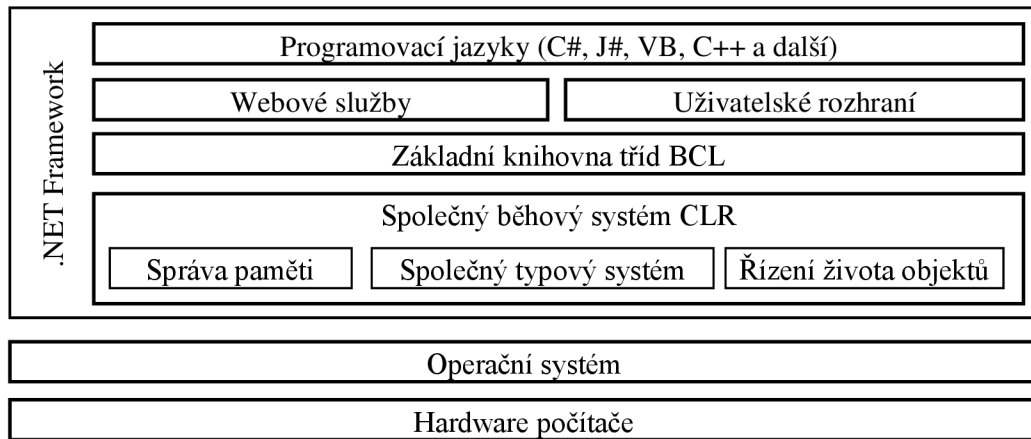 .NET Framework
Programovací jazyky (C#, J#, VB, C++ a další)
Webové služby
Uživatelské rozhraní
Základní knihovna tříd BCL
Společný běhový systém CLR
Správa paměti
Společný typový systém
Řízení života objektů
Operační systém
Hardware počítače